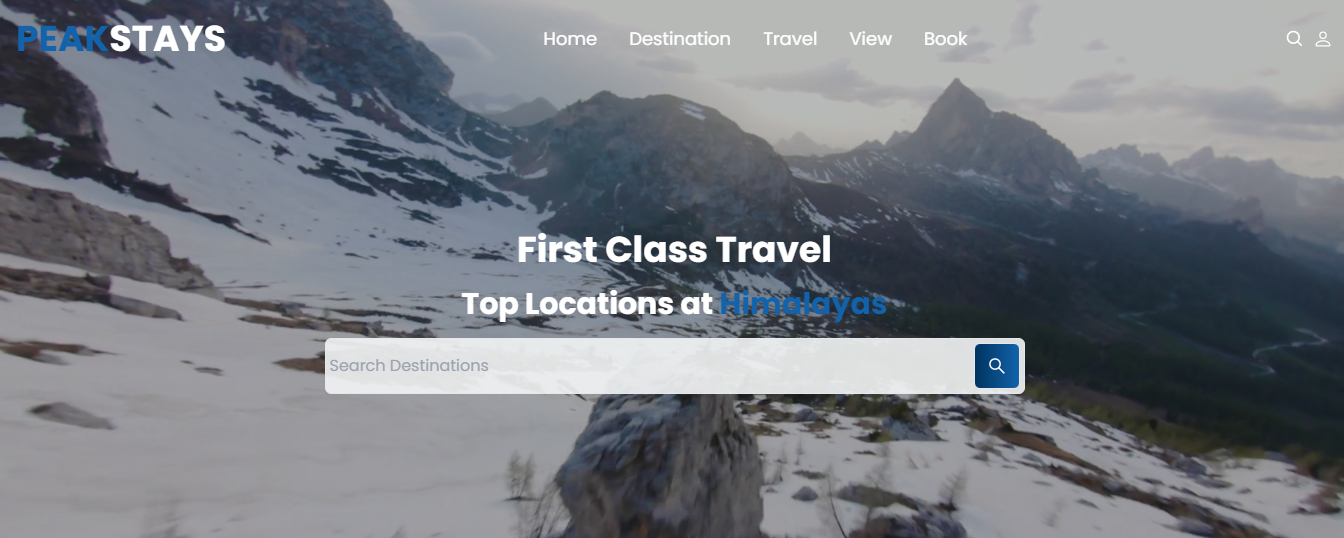 PEAKSTAYS
Home Destination Travel View Book
First Class Travel
Top Locations at Himalayas
Search Destinations